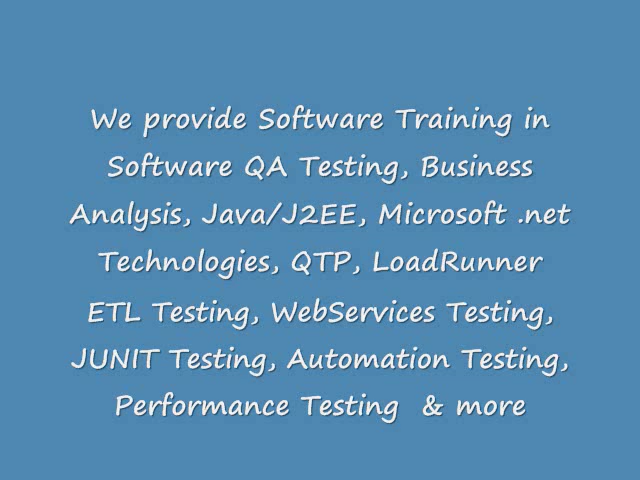 We provide Software Training in
Software QA Testing, Business
Analysis, Java/J2EE, Microsoft .net
Technologies, QTP, LoadRunner
ETL Testing, WebServices Testing,
JUNIT Testing, Automation Testing,
Performance Testing & more